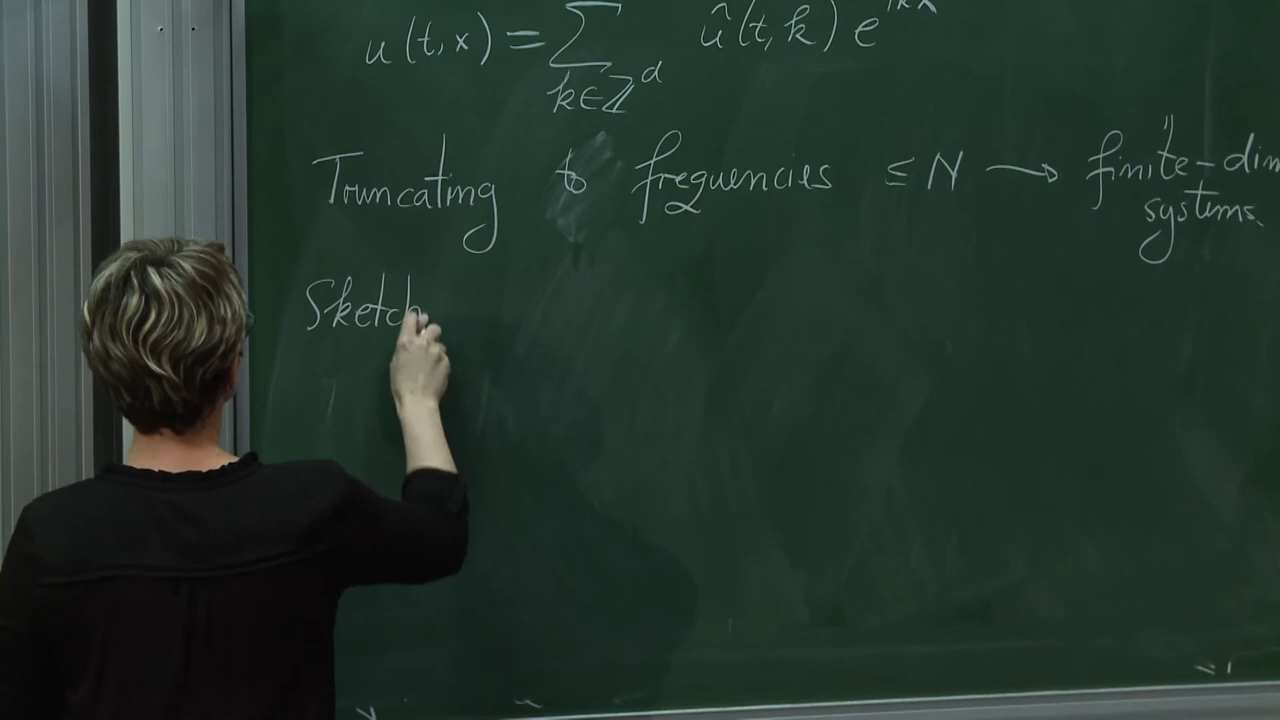 u(t,x) = ∑ û(t,k) e^{ikx}
k∈ℤ^d
Truncating to frequencies ≤ N → finite-dim
systems.
Sketch